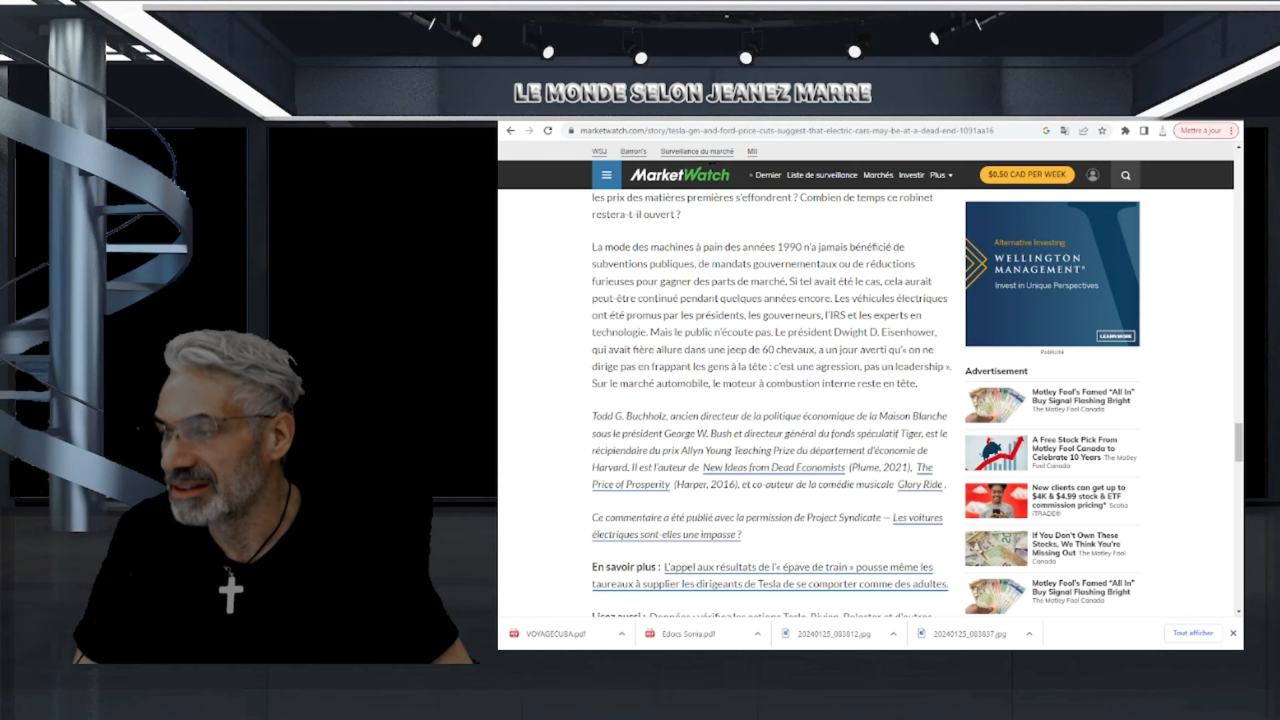 LE MONDE SELON JEANEZ MARRE
marketwatch.com/story/tesla-gm-and-ford-price-cuts-suggest-that-electric-cars-may-be-at-a-dead-end-1091aa16
Mettre à jour
WSJ Barron's Surveillance du marché
MarketWatch
Dernier Liste de surveillance Marchés Investir Plus
$0.50 CAD PER WEEK
les prix des matières premières s'effondrent ? Combien de temps ce robinet
restera-t-il ouvert ?
La mode des machines à pain des années 1990 n'a jamais bénéficié de
subventions publiques, de mandats gouvernementaux ou de réductions
furieuses pour gagner des parts de marché. Si tel avait été le cas, cela aurait
peut-être continué pendant quelques années encore. Les véhicules électriques
ont été promus par les présidents, les gouverneurs, l'IRS et les experts en
technologie. Mais le public n'écoute pas. Le président Dwight D. Eisenhower,
qui avait fière allure dans une jeep de 60 chevaux, a un jour averti qu'« on ne
dirige pas en frappant les gens à la tête : c'est une agression, pas un leadership ».
Sur le marché automobile, le moteur à combustion interne reste en tête.
Todd G. Buchholz, ancien directeur de la politique économique de la Maison Blanche
sous le président George W. Bush et directeur général du fonds spéculatif Tiger, est le
récipiendaire du prix Allyn Young Teaching Prize du département d'économie de
Harvard. Il est l'auteur de New Ideas from Dead Economists (Plume, 2021), The
Price of Prosperity (Harper, 2016), et co-auteur de la comédie musicale Glory Ride .
Ce commentaire a été publié avec la permission de Project Syndicate — Les voitures
électriques sont-elles une impasse ?
En savoir plus : L'appel aux résultats de l'« épave de train » pousse même les
taureaux à supplier les dirigeants de Tesla de se comporter comme des adultes.
Alternative Investing
WELLINGTON
MANAGEMENT®
Invest in Unique Perspectives
LEARN MORE
Publicité
Advertisement
Motley Fool's Famed "All In"
Buy Signal Flashing Bright
The Motley Fool Canada
A Free Stock Pick From
Motley Fool Canada to
Celebrate 10 Years The Motley
Fool Canada
New clients can get up to
$4K & $4.99 stock & ETF
commission pricing* Scotia
iTRADE®
If You Don't Own These
Stocks, We Think You're
Missing Out The Motley Fool
Canada
Motley Fool's Famed "All In"
Buy Signal Flashing Bright
The Motley Fool Canada
VOYAGECUBA.pdf
Edocs Sonia.pdf
20240125_083812.jpg
20240125_083837.jpg
Tout afficher